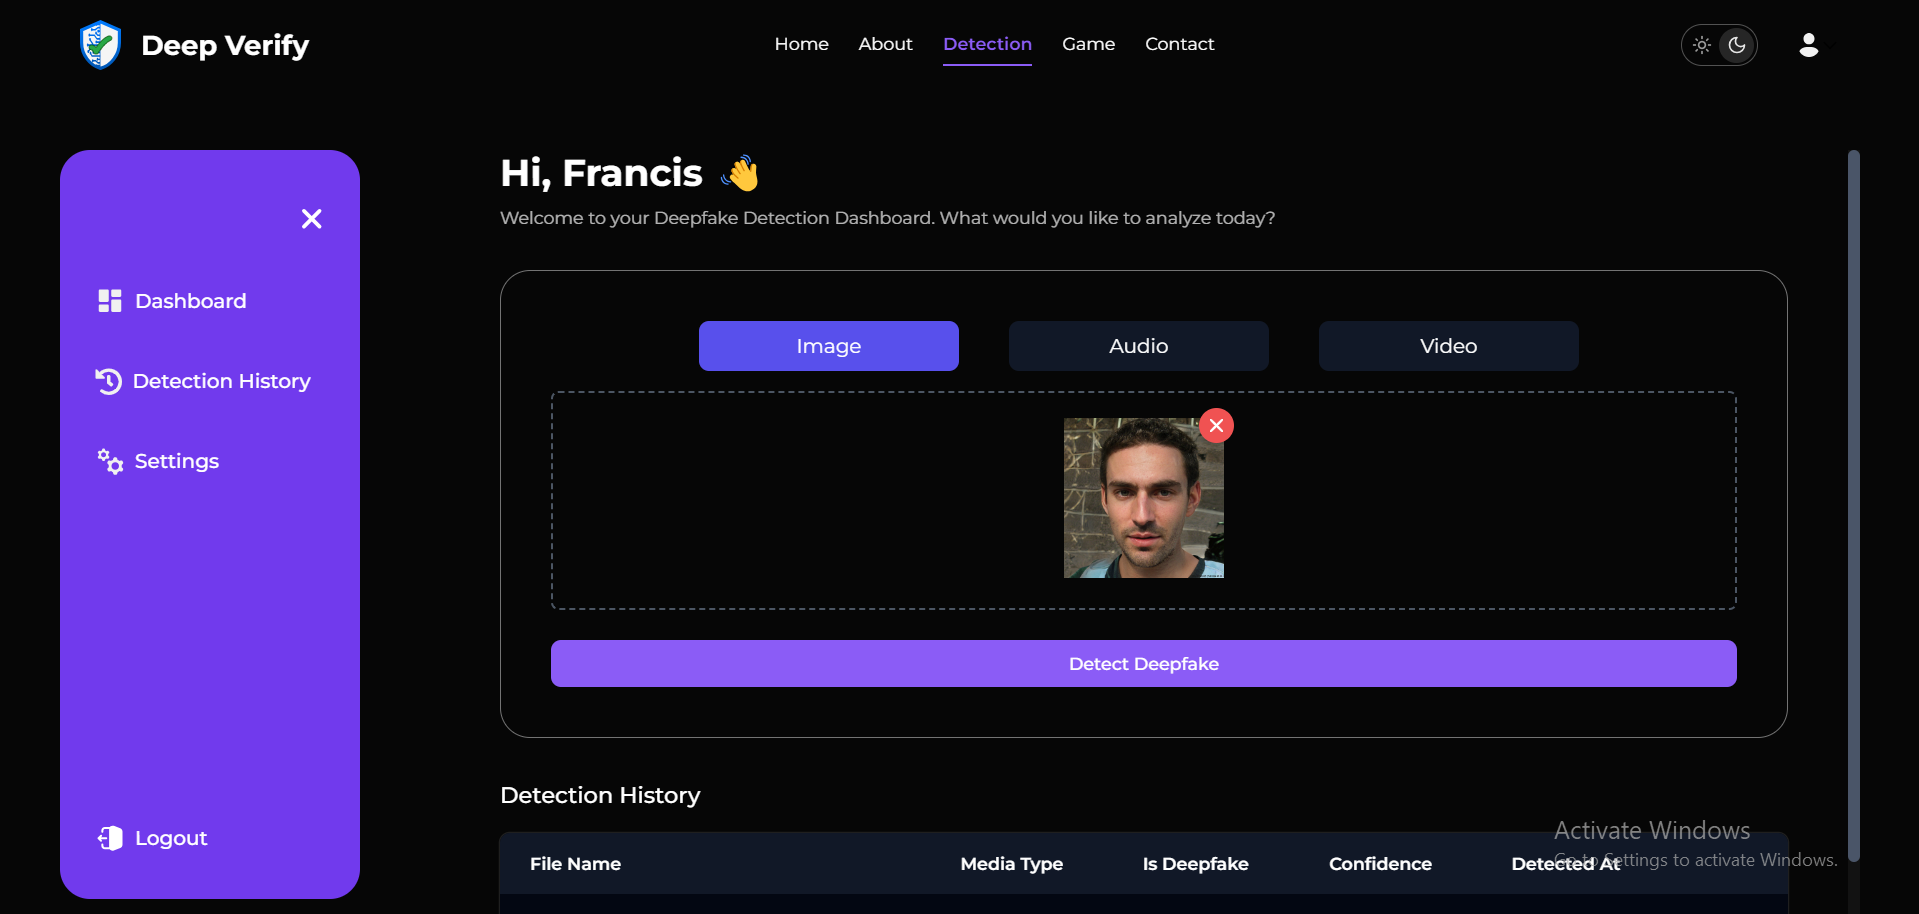 Deep Verify
Home
About
Detection
Game
Contact
Dashboard
Detection History
Settings
Logout
Hi, Francis
Welcome to your Deepfake Detection Dashboard. What would you like to analyze today?
Image
Audio
Video
Detect Deepfake
Detection History
File Name
Media Type
Is Deepfake
Confidence
Detected At
Activate Windows
Go to Settings to activate Windows.